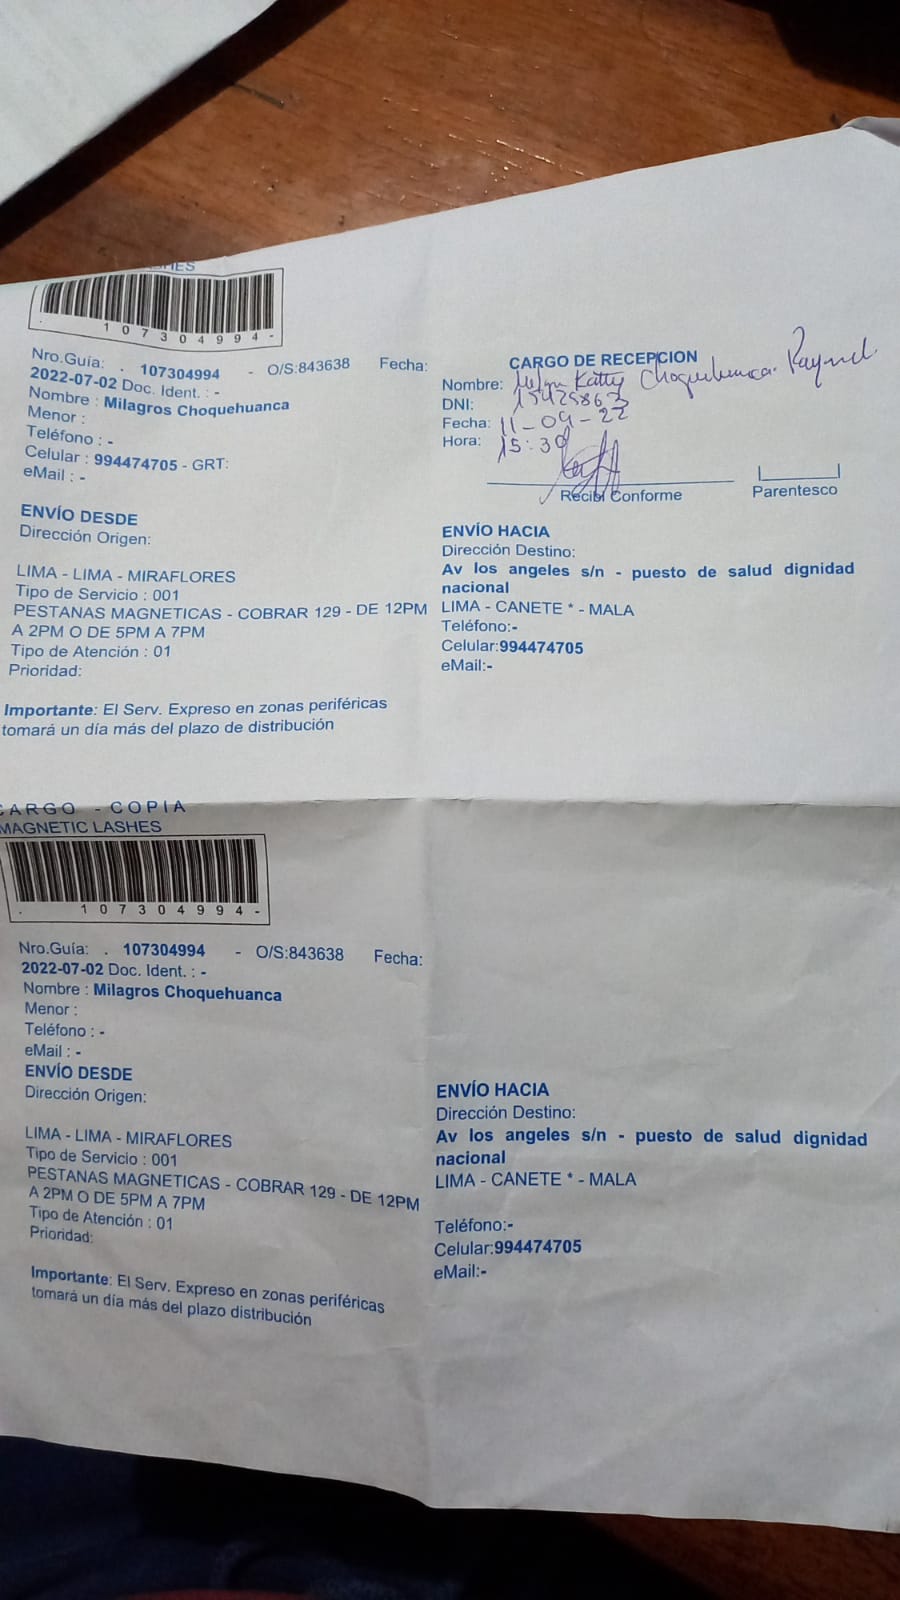 107304994-
Nro.Guía: . 107304994 - O/S:843638 Fecha:
2022-07-02 Doc. Ident. : -
Nombre : Milagros Choquehuanca
Menor :
Teléfono : -
Celular : 994474705 - GRT:
eMail : -
CARGO DE RECEPCION
Nombre: Katty Choquehuanca
DNI:
Fecha: 11-09-22
Hora: 15:30
Recibí Conforme
Parentesco
ENVÍO DESDE
Dirección Origen:
LIMA - LIMA - MIRAFLORES
Tipo de Servicio : 001
PESTANAS MAGNETICAS - COBRAR 129 - DE 12PM
A 2PM O DE 5PM A 7PM
Tipo de Atención : 01
Prioridad:
ENVÍO HACIA
Dirección Destino:
Av los angeles s/n - puesto de salud dignidad
nacional
LIMA - CANETE * - MALA
Teléfono:-
Celular:994474705
eMail:-
Importante: El Serv. Expreso en zonas periféricas
tomará un día más del plazo de distribución
CARGO - COPIA
MAGNETIC LASHES
. 107304994-
Nro.Guía: . 107304994 - O/S:843638 Fecha:
2022-07-02 Doc. Ident. : -
Nombre : Milagros Choquehuanca
Menor :
Teléfono : -
eMail : -
ENVÍO DESDE
Dirección Origen:
LIMA - LIMA - MIRAFLORES
Tipo de Servicio : 001
PESTANAS MAGNETICAS - COBRAR 129 - DE 12PM
A 2PM O DE 5PM A 7PM
Tipo de Atención : 01
Prioridad:
ENVÍO HACIA
Dirección Destino:
Av los angeles s/n - puesto de salud dignidad
nacional
LIMA - CANETE * - MALA
Teléfono:-
Celular:994474705
eMail:-
Importante: El Serv. Expreso en zonas periféricas
tomará un día más del plazo distribución